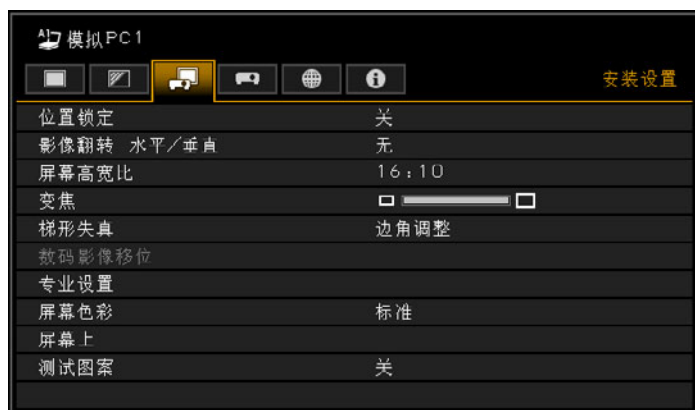 模拟PC1
安装设置
位置锁定 关
影像翻转 水平/垂直 无
屏幕高宽比 16:10
变焦
梯形失真 边角调整
数码影像移位
专业设置
屏幕色彩 标准
屏幕上
测试图案 关